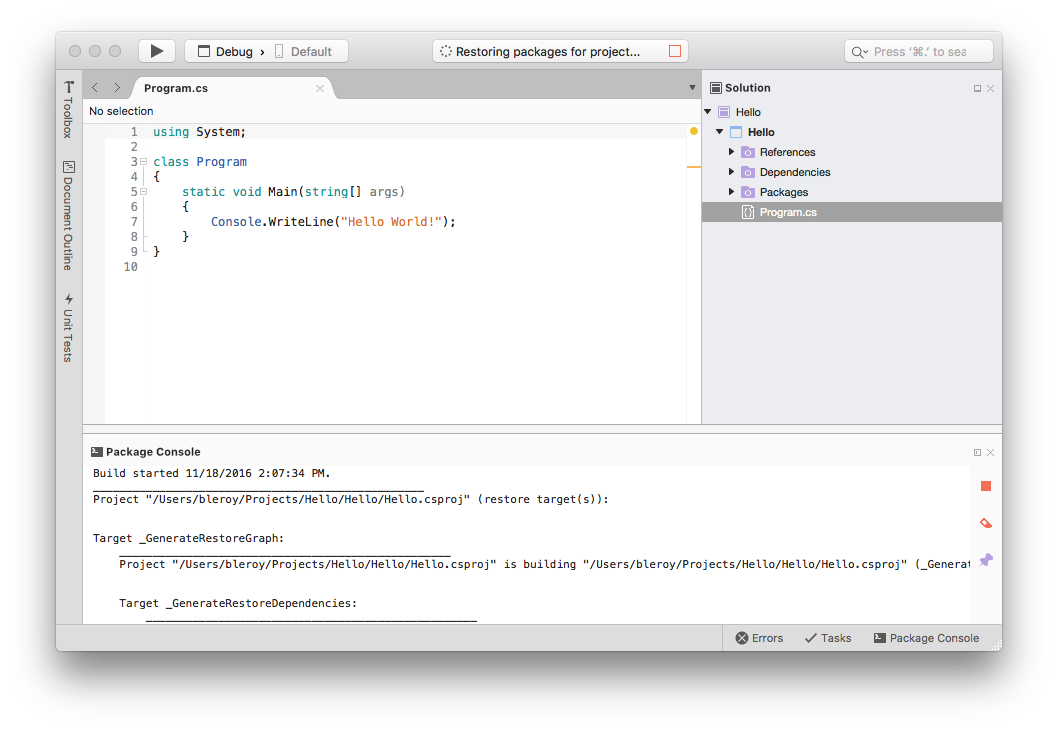 Debug › Default
Restoring packages for project...
Press '⌘.' to sea
Toolbox
Document Outline
Unit Tests
Program.cs
No selection
1 using System;
2
3 class Program
4 {
5     static void Main(string[] args)
6     {
7         Console.WriteLine("Hello World!");
8     }
9 }
10
Solution
Hello
Hello
References
Dependencies
Packages
Program.cs
Package Console
Build started 11/18/2016 2:07:34 PM.
Project "/Users/bleroy/Projects/Hello/Hello/Hello.csproj" (restore target(s)):
Target _GenerateRestoreGraph:
Project "/Users/bleroy/Projects/Hello/Hello/Hello.csproj" is building "/Users/bleroy/Projects/Hello/Hello/Hello.csproj" (_Generat
Target _GenerateRestoreDependencies:
Errors
Tasks
Package Console